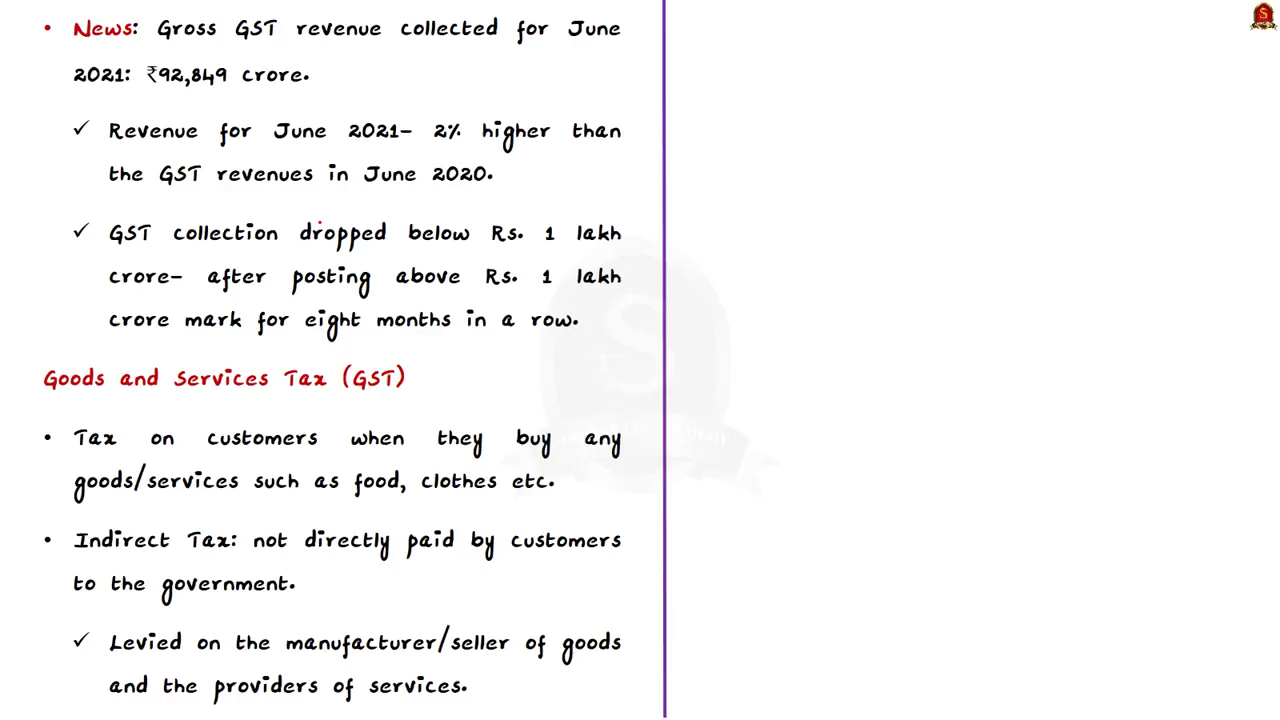 • News: Gross GST revenue collected for June
2021: ₹92,849 crore.
✓ Revenue for June 2021- 2% higher than
the GST revenues in June 2020.
✓ GST collection dropped below Rs. 1 lakh
crore- after posting above Rs. 1 lakh
crore mark for eight months in a row.
Goods and Services Tax (GST)
• Tax on customers when they buy any
goods/services such as food, clothes etc.
• Indirect Tax: not directly paid by customers
to the government.
✓ Levied on the manufacturer/seller of goods
and the providers of services.